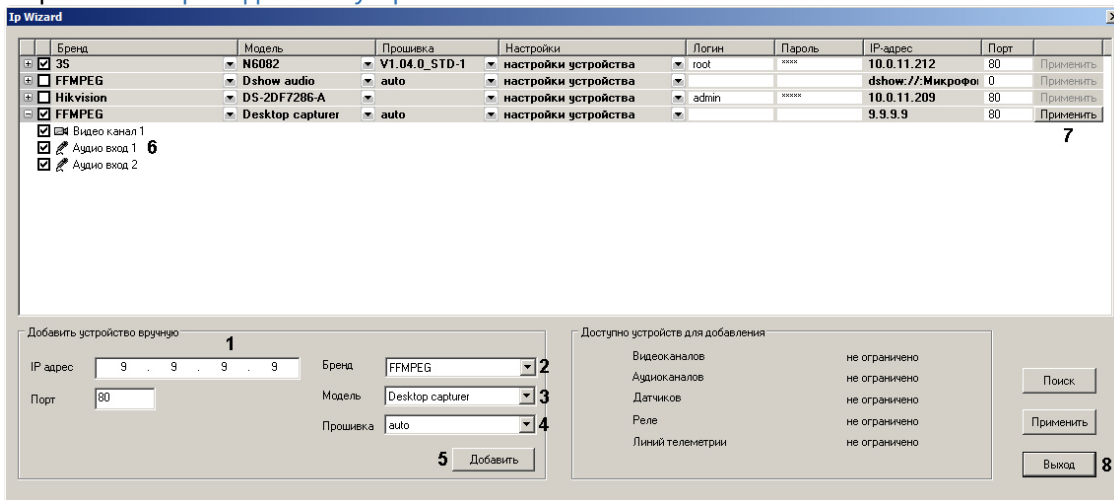 Ip Wizard
Бренд Модель Прошивка Настройки Логин Пароль IP-адрес Порт
3S N6082 V1.04.0_STD-1 настройки устройства root **** 10.0.11.212 80 Применить
FFMPEG Dshow audio auto настройки устройства dshow://:Микрофон 0 Применить
Hikvision DS-2DF7286-A настройки устройства admin ***** 10.0.11.209 80 Применить
FFMPEG Desktop capturer auto настройки устройства 9.9.9.9 80 Применить
Видео канал 1
7
Аудио вход 1 6
Аудио вход 2
Добавить устройство вручную
1
IP адрес 9 . 9 . 9 . 9
Порт 80
Бренд FFMPEG 2
Модель Desktop capturer 3
Прошивка auto 4
5 Добавить
Доступно устройств для добавления
Видеоканалов не ограничено
Аудиоканалов не ограничено
Датчиков не ограничено
Реле не ограничено
Линий телеметрии не ограничено
Поиск
Применить
Выход 8